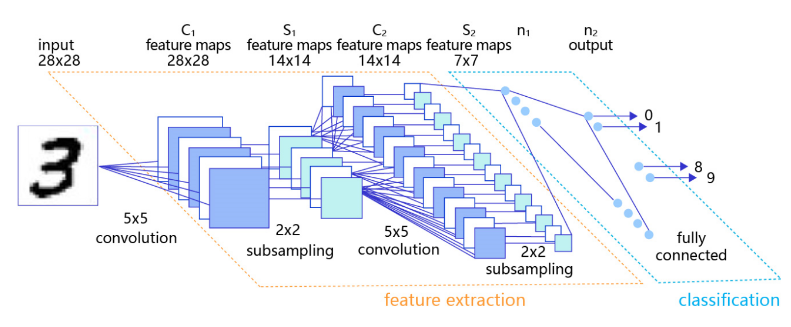 input
28x28
C₁
feature maps
28x28
S₁
feature maps
14x14
C₂
feature maps
14x14
S₂
feature maps
7x7
n₁
n₂
output
3
0
1
8
9
5x5
convolution
2x2
subsampling
5x5
convolution
2x2
subsampling
fully
connected
feature extraction
classification